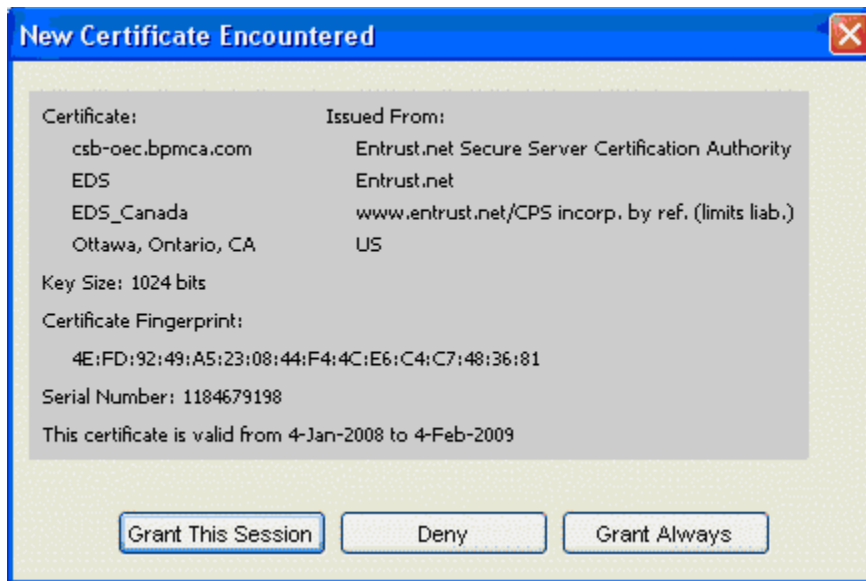 New Certificate Encountered
Certificate: Issued From:
csb-oec.bpmca.com Entrust.net Secure Server Certification Authority
EDS Entrust.net
EDS_Canada www.entrust.net/CPS incorp. by ref. (limits liab.)
Ottawa, Ontario, CA US
Key Size: 1024 bits
Certificate Fingerprint:
4E:FD:92:49:A5:23:08:44:F4:4C:E6:C4:C7:48:36:81
Serial Number: 1184679198
This certificate is valid from 4-Jan-2008 to 4-Feb-2009
Grant This Session Deny Grant Always